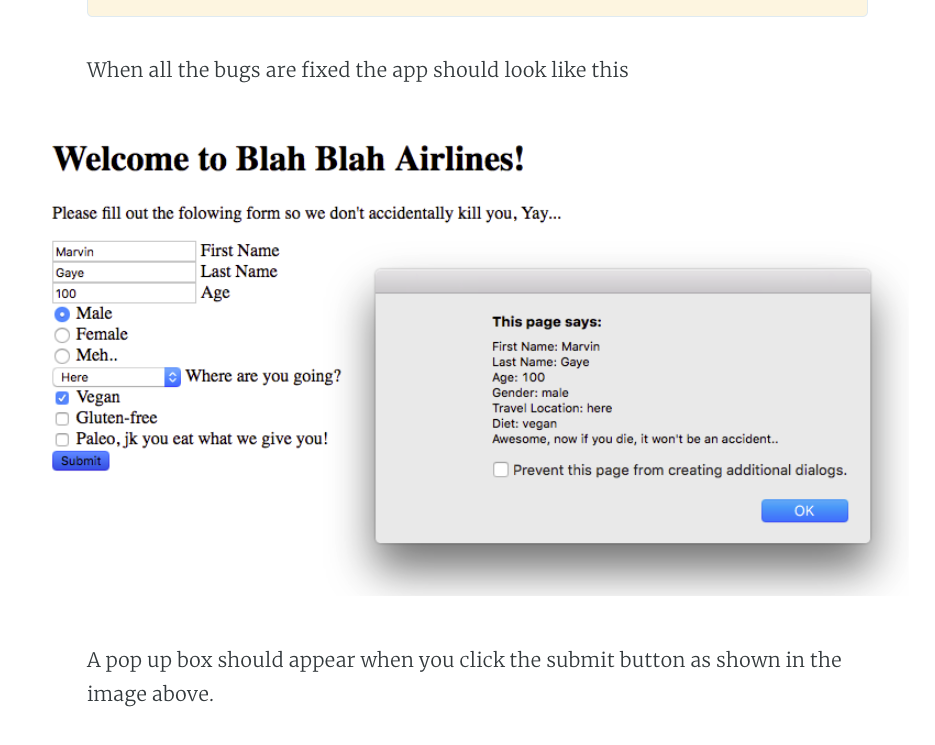 When all the bugs are fixed the app should look like this
Welcome to Blah Blah Airlines!
Please fill out the folowing form so we don't accidentally kill you, Yay...
Marvin First Name
Gaye Last Name
100 Age
Male
Female
Meh..
Here Where are you going?
Vegan
Gluten-free
Paleo, jk you eat what we give you!
Submit
This page says:
First Name: Marvin
Last Name: Gaye
Age: 100
Gender: male
Travel Location: here
Diet: vegan
Awesome, now if you die, it won't be an accident..
Prevent this page from creating additional dialogs.
OK
A pop up box should appear when you click the submit button as shown in the
image above.